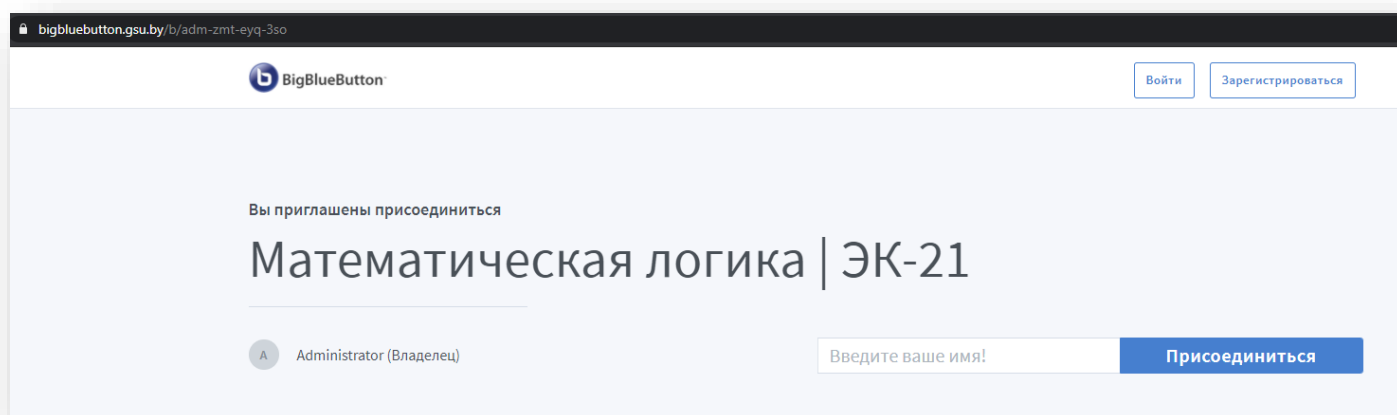 bigbluebutton.gsu.by/b/adm-zmt-eyq-3so
b BigBlueButton
Войти
Зарегистрироваться
Вы приглашены присоединиться
Математическая логика | ЭК-21
A Administrator (Владелец)
Введите ваше имя!
Присоединиться